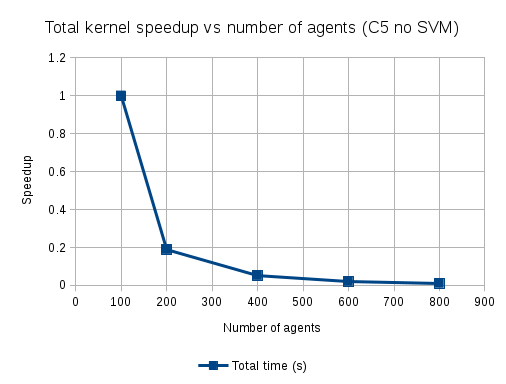 Total kernel speedup vs number of agents (C5 no SVM)
1.2
1
0.8
0.6
0.4
0.2
0
Speedup
0 100 200 300 400 500 600 700 800 900
Number of agents
Total time (s)